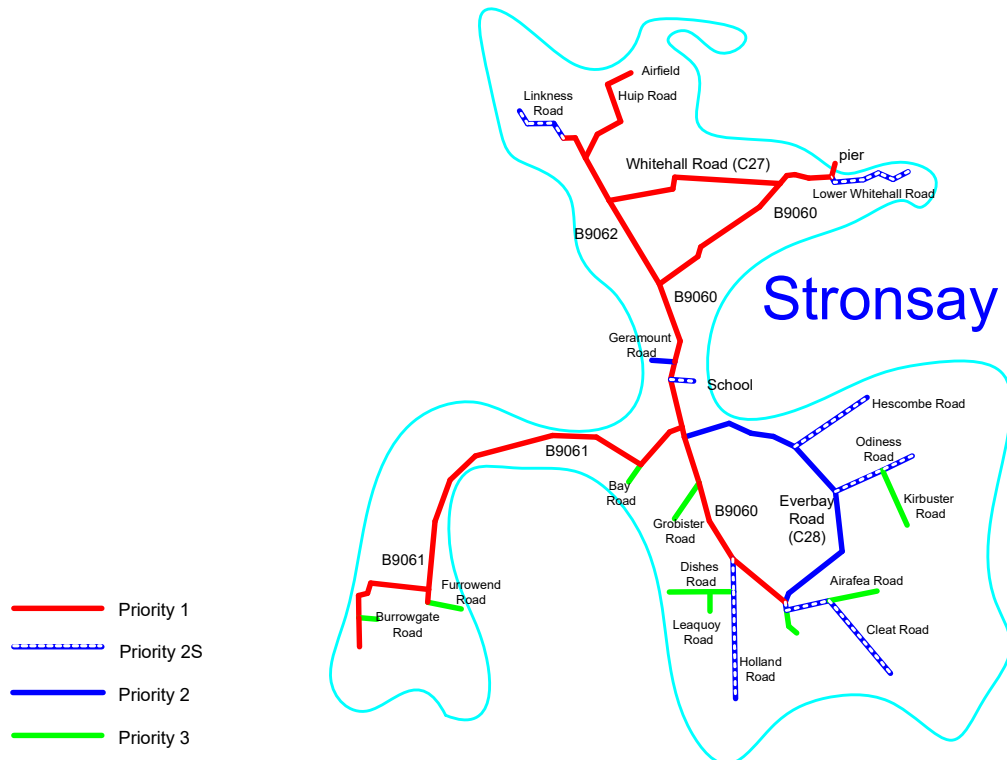 Airfield
Linkness
Road
Huip Road
pier
Whitehall Road (C27)
Lower Whitehall Road
B9060
B9062
B9060
Stronsay
Geramount
Road
School
Hescombe Road
Odiness
Road
B9061
Bay
Road
Everbay
Road
(C28)
Kirbuster
Road
B9060
Grobister
Road
B9061
Dishes
Road
Furrowend
Road
Airafea Road
Priority 1
Burrowgate
Road
Leaquoy
Road
Cleat Road
Priority 2S
Holland
Road
Priority 2
Priority 3